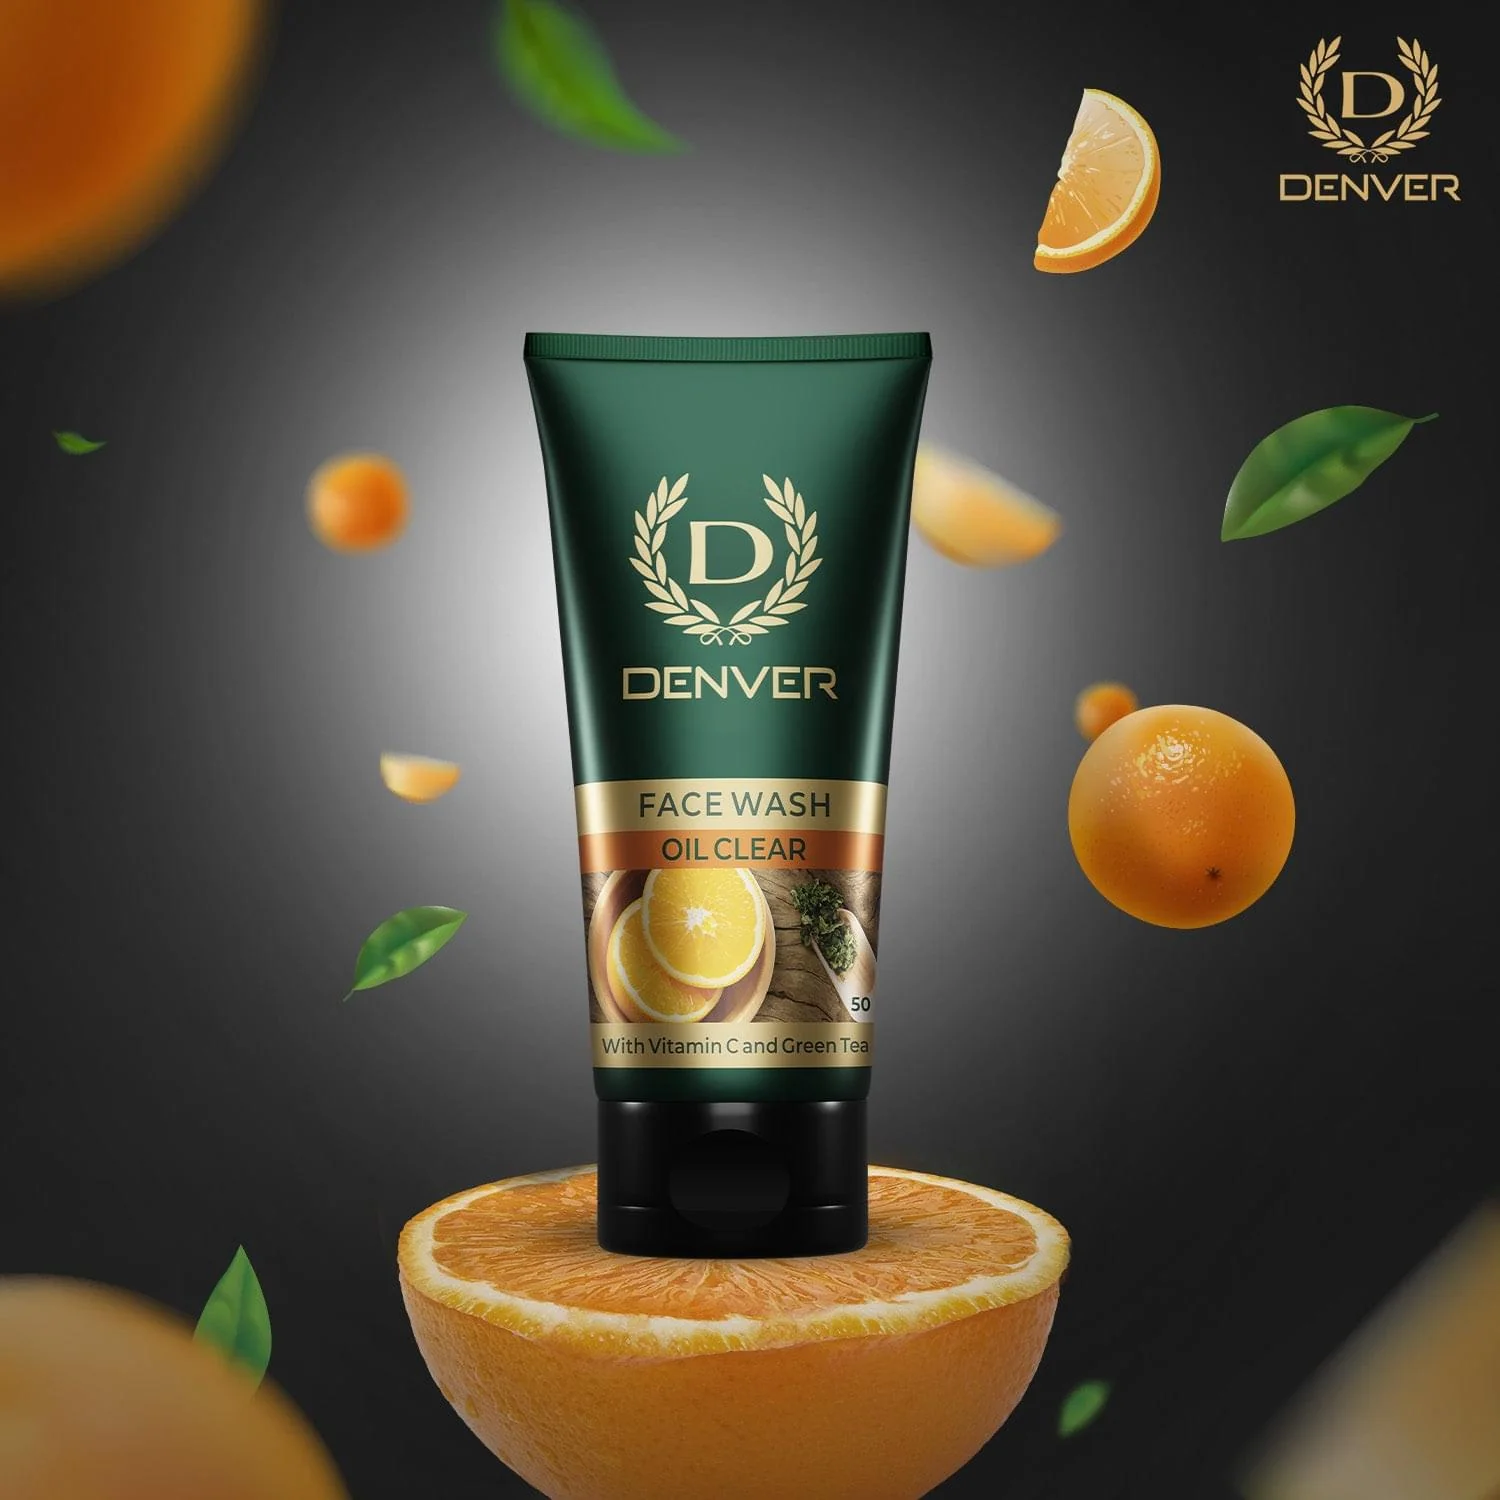 D
DENVER
D
DENVER
FACE WASH
OIL CLEAR
50
With Vitamin C and Green Tea